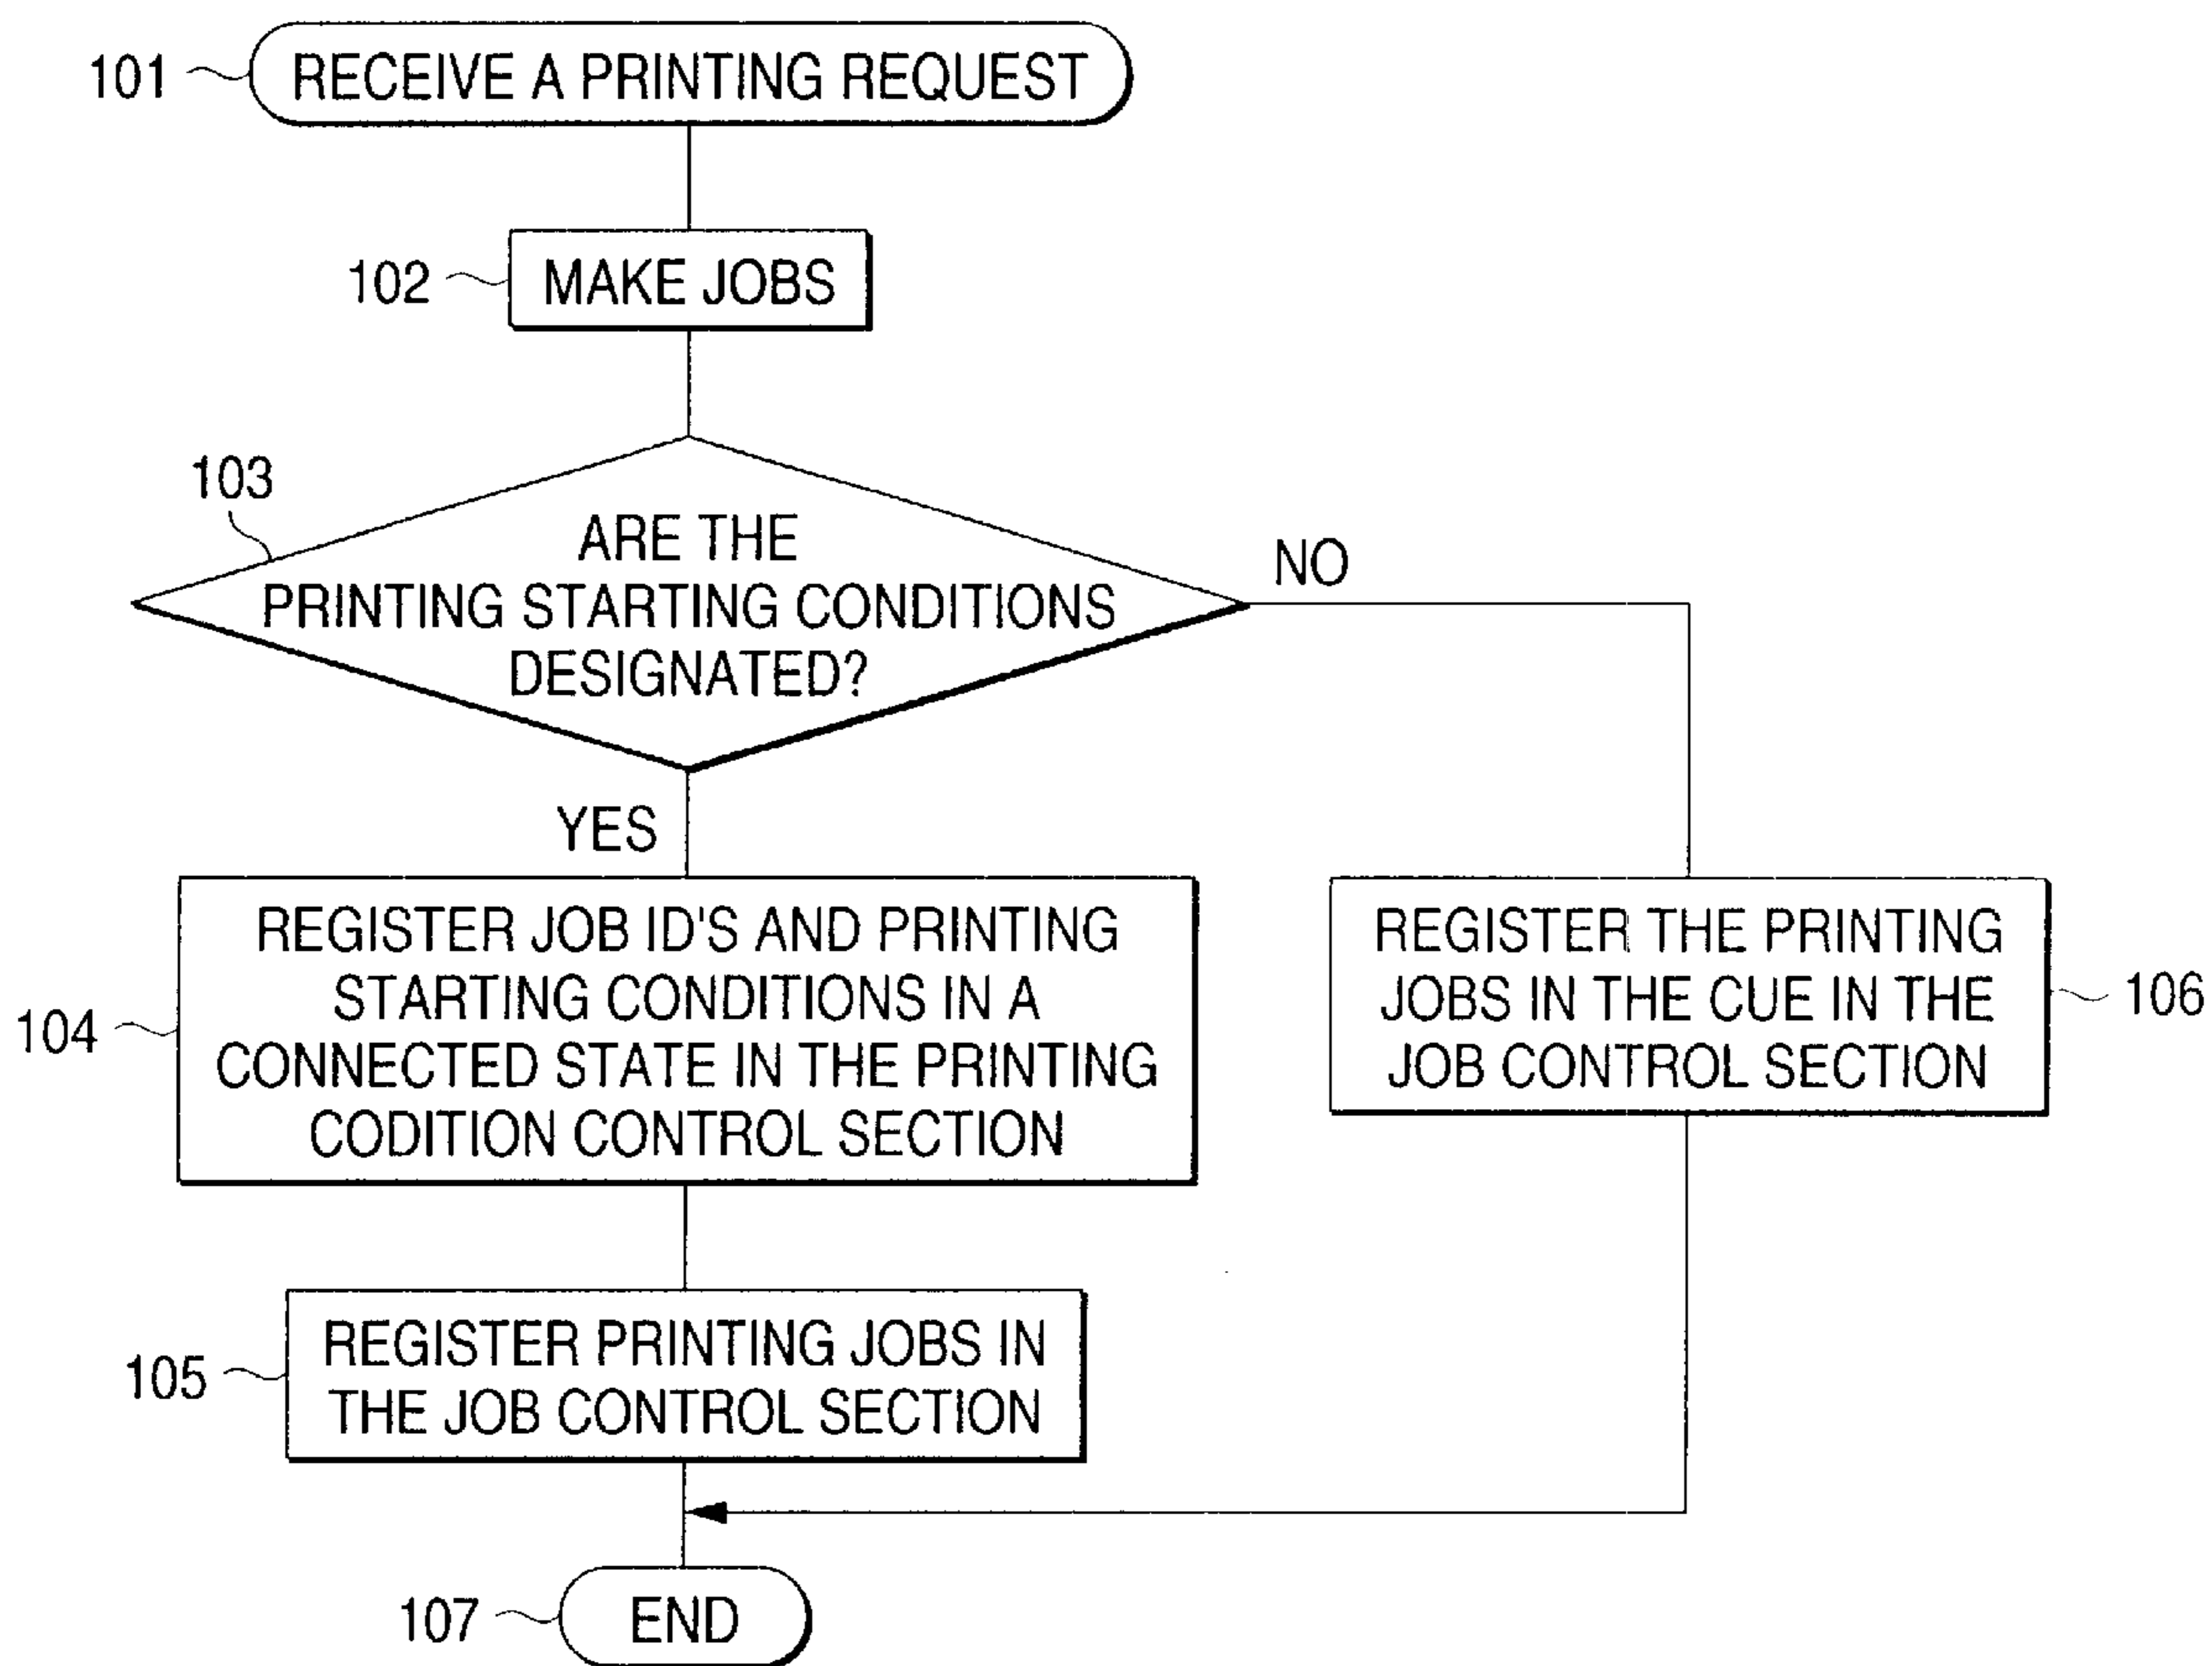 101
RECEIVE A PRINTING REQUEST
102
MAKE JOBS
103
ARE THE
PRINTING STARTING CONDITIONS
DESIGNATED?
NO
YES
104
REGISTER JOB ID'S AND PRINTING
STARTING CONDITIONS IN A
CONNECTED STATE IN THE PRINTING
CODITION CONTROL SECTION
REGISTER THE PRINTING
JOBS IN THE CUE IN THE
JOB CONTROL SECTION
106
105
REGISTER PRINTING JOBS IN
THE JOB CONTROL SECTION
107
END